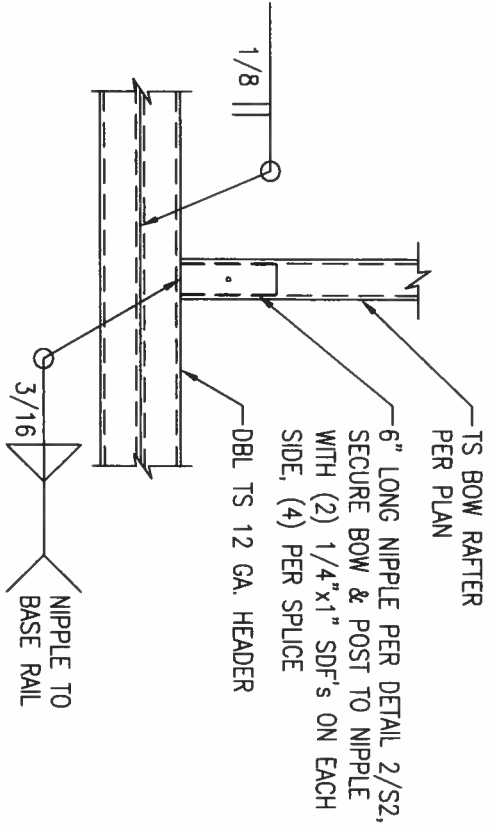 TS BOW RAFTER
PER PLAN
6" LONG NIPPLE PER DETAIL 2/S2,
SECURE BOW & POST TO NIPPLE
WITH (2) 1/4"x1" SDF's ON EACH
SIDE, (4) PER SPLICE
DBL TS 12 GA. HEADER
1/8
3/16
NIPPLE TO
BASE RAIL